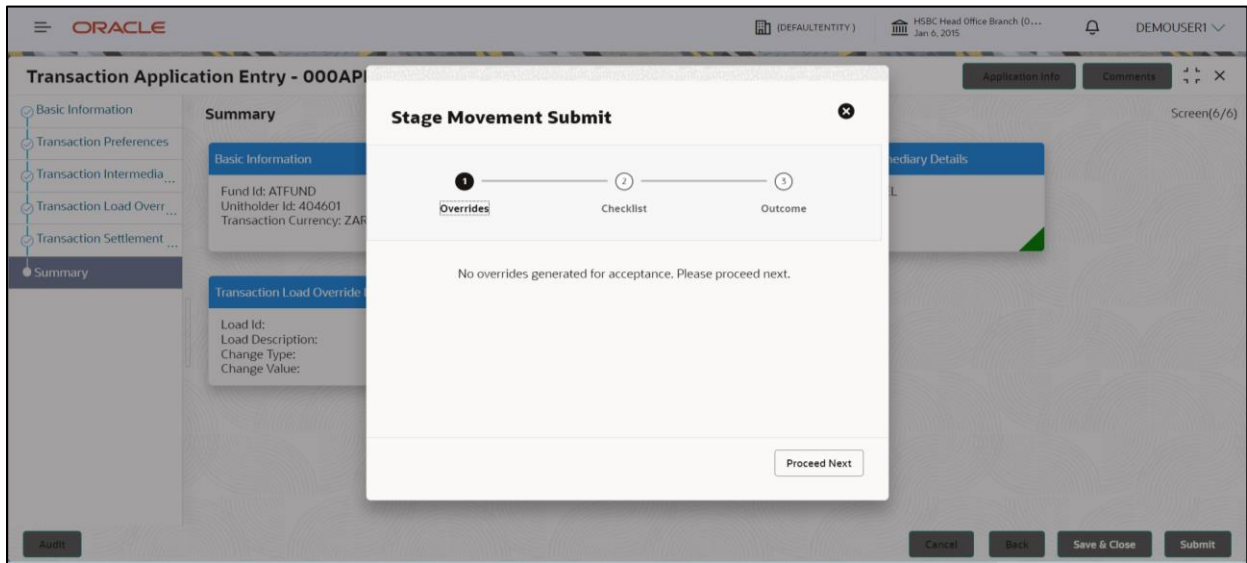 ORACLE
(DEFAULTENTITY)
HSBC Head Office Branch (0...
Jan 6, 2015
DEMOUSER1
Transaction Application Entry - 000AP
Application Info
Comments
Basic Information
Transaction Preferences
Transaction Intermedia...
Transaction Load Overr...
Transaction Settlement ...
Summary
Summary
Screen(6/6)
Basic Information
Fund Id: ATFUND
Unitholder Id: 404601
Transaction Currency: ZAR
mediary Details
Transaction Load Override
Load Id:
Load Description:
Change Type:
Change Value:
Stage Movement Submit
1
2
3
Overrides
Checklist
Outcome
No overrides generated for acceptance. Please proceed next.
Proceed Next
Audit
Cancel
Back
Save & Close
Submit